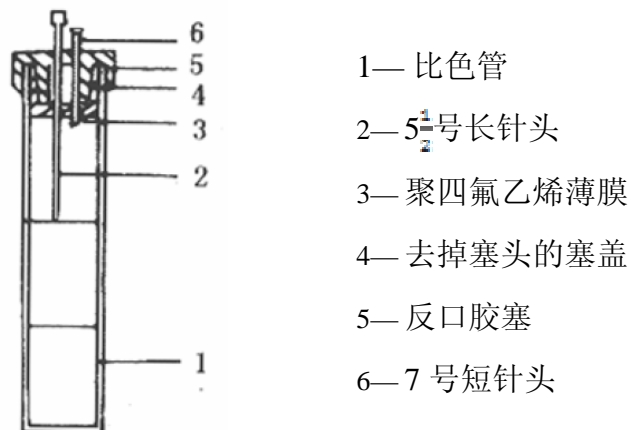 6
5
4
3
2
1
1— 比色管
2— 5½号长针头
3— 聚四氟乙烯薄膜
4— 去掉塞头的塞盖
5— 反口胶塞
6— 7 号短针头